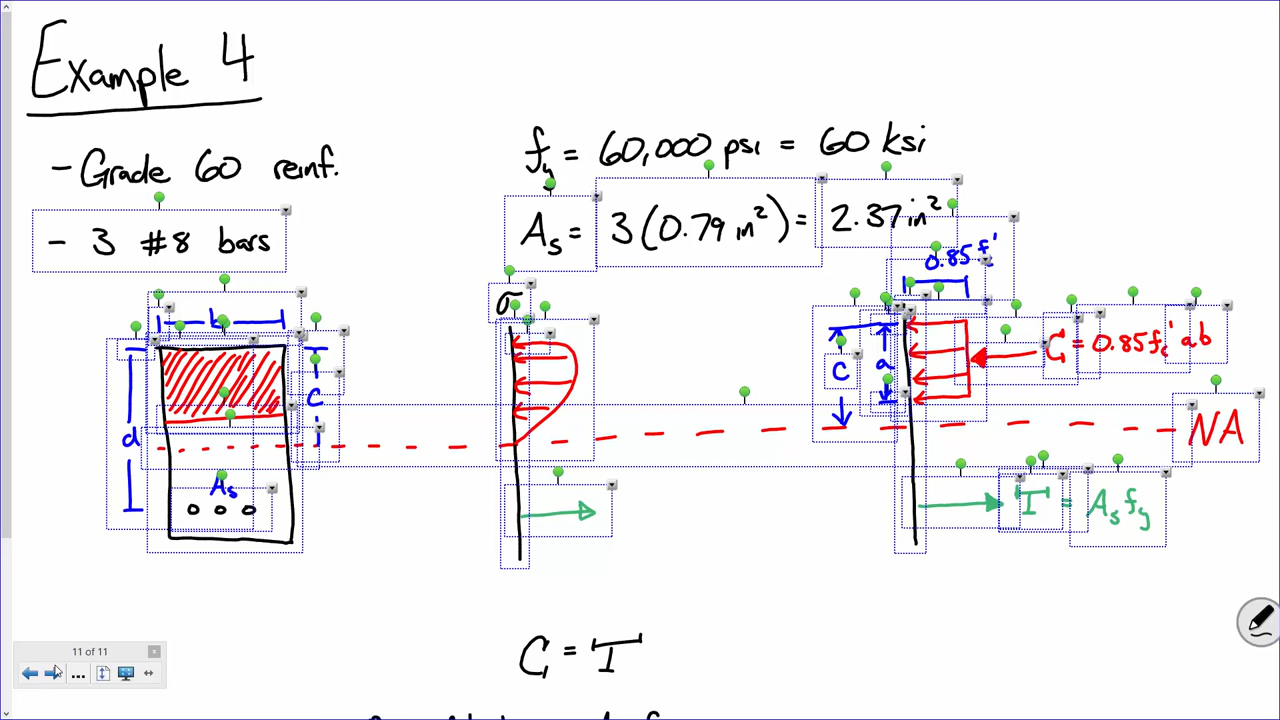 Example 4
- Grade 60 reinf.
fy = 60,000 psi = 60 ksi
- 3 #8 bars
As = 3(0.79 in²) = 2.37 in²
0.85f'c
σ
b
C = 0.85f'c ab
c
a
c
d
NA
As
T = As fy
C = T
11 of 11